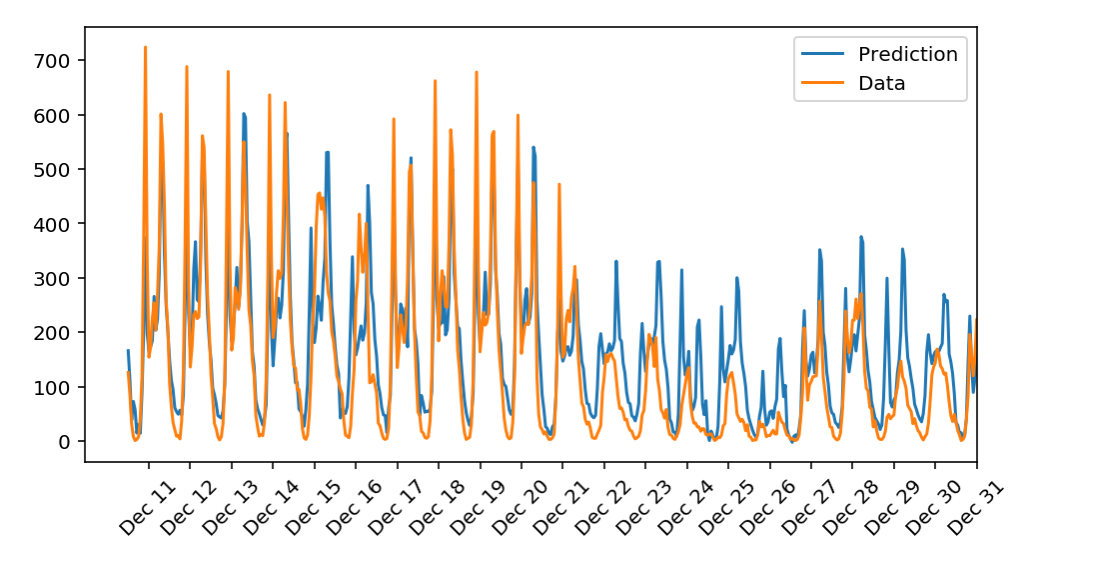 700
600
500
400
300
200
100
0
Prediction
Data
Dec 11
Dec 12
Dec 13
Dec 14
Dec 15
Dec 16
Dec 17
Dec 18
Dec 19
Dec 20
Dec 21
Dec 22
Dec 23
Dec 24
Dec 25
Dec 26
Dec 27
Dec 28
Dec 29
Dec 30
Dec 31